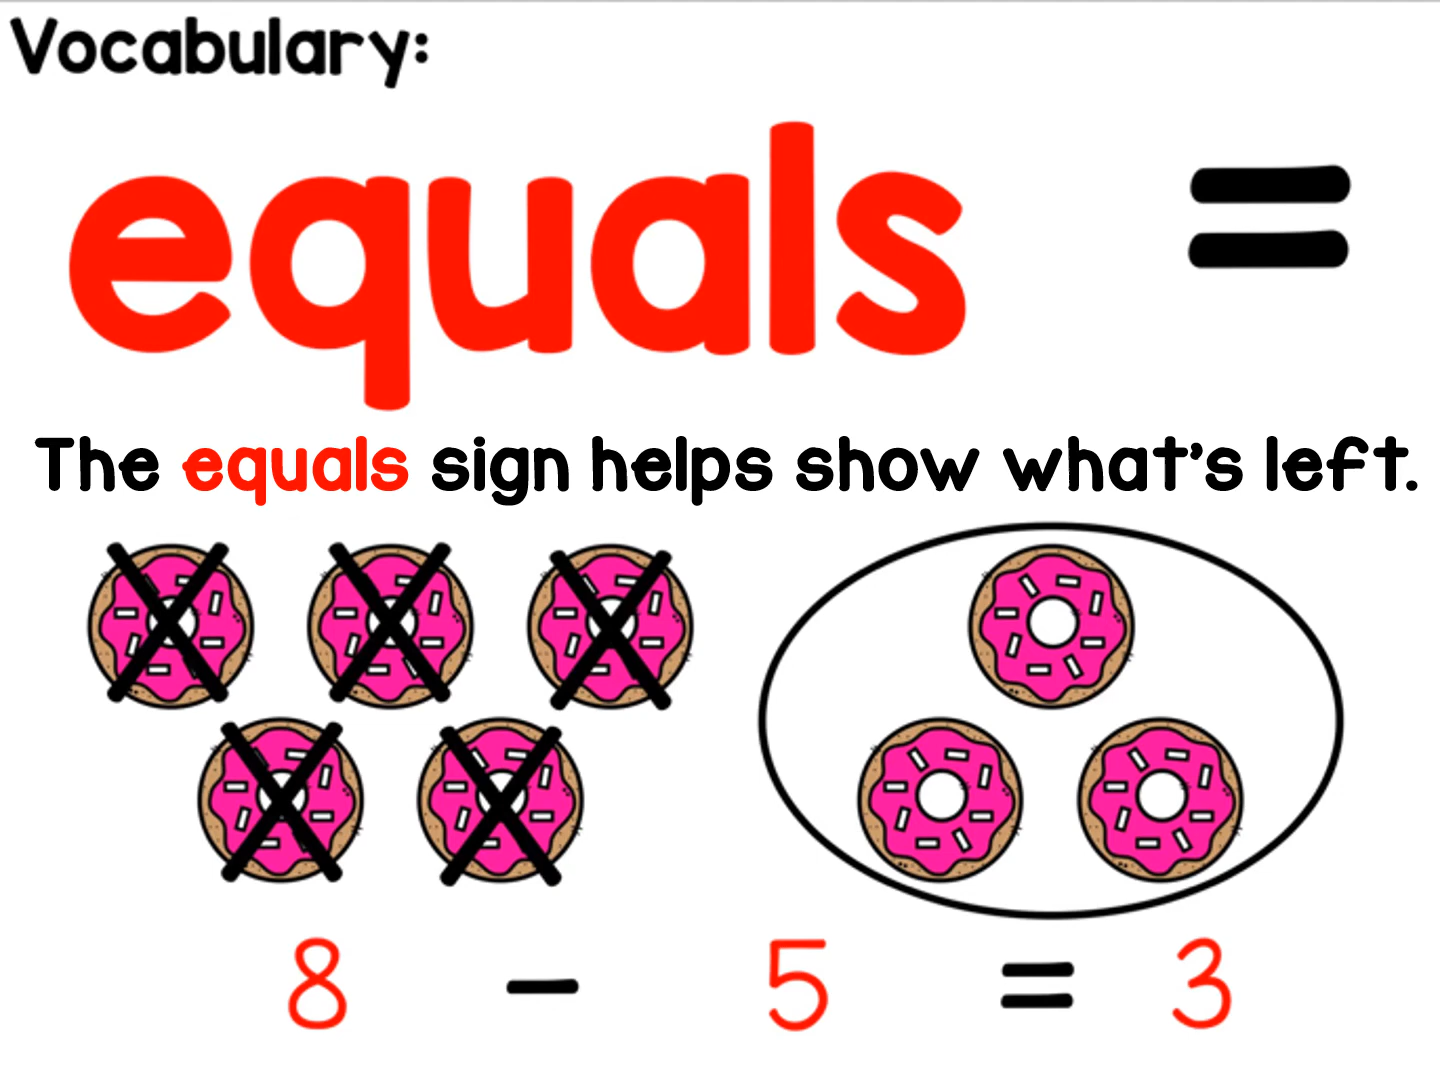 Vocabulary:
equals =
The equals sign helps show what's left.
8 - 5 = 3